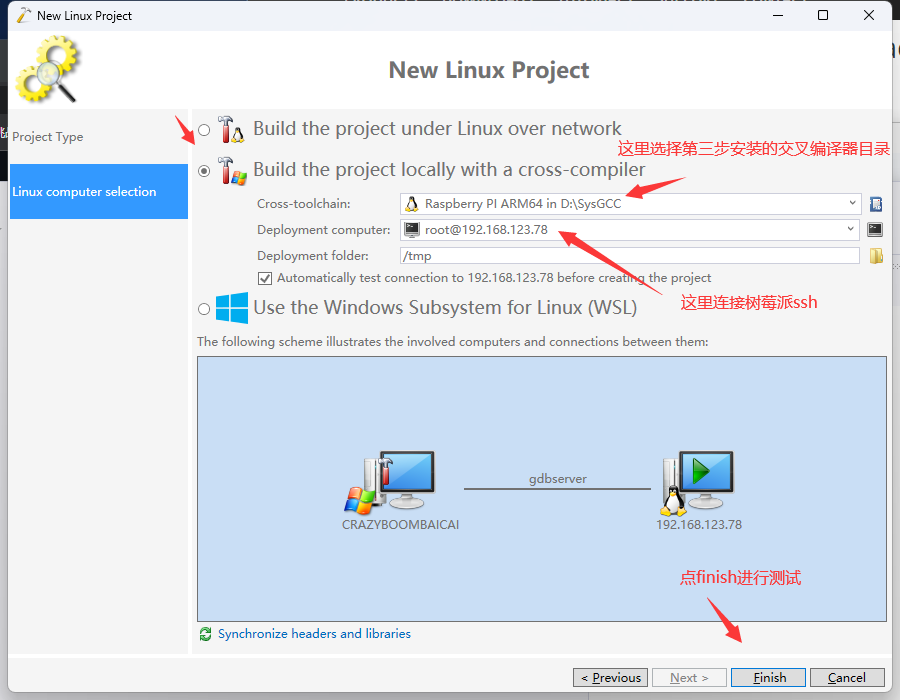 New Linux Project
New Linux Project
Project Type
Linux computer selection
Build the project under Linux over network
这里选择第三步安装的交叉编译器目录
Build the project locally with a cross-compiler
Cross-toolchain: Raspberry PI ARM64 in D:\SysGCC
Deployment computer: root@192.168.123.78
Deployment folder: /tmp
Automatically test connection to 192.168.123.78 before creating the project
这里连接树莓派ssh
Use the Windows Subsystem for Linux (WSL)
The following scheme illustrates the involved computers and connections between them:
gdbserver
CRAZYBOOMBAICAI
192.168.123.78
点finish进行测试
Synchronize headers and libraries
< Previous
Next >
Finish
Cancel